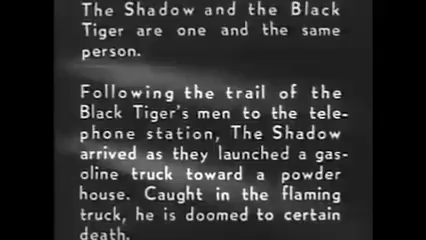 The Shadow and the Black
Tiger are one and the same
person.
Following the trail of the
Black Tiger's men to the tele-
phone station, The Shadow
arrived as they launched a gas-
oline truck toward a powder
house. Caught in the flaming
truck, he is doomed to certain
death.